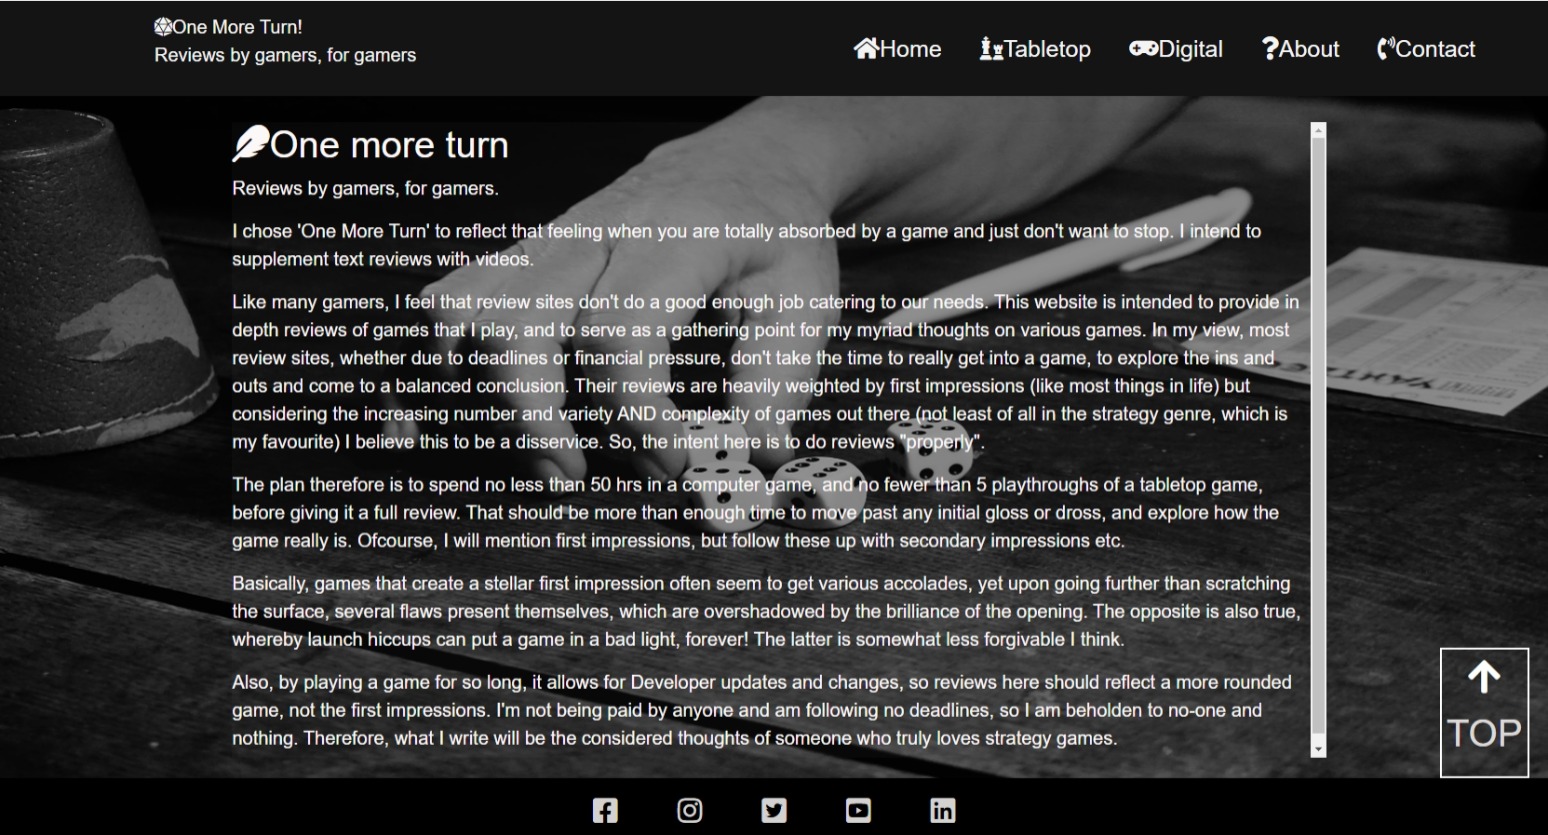 One More Turn!
Reviews by gamers, for gamers
Home Tabletop Digital About Contact
One more turn
Reviews by gamers, for gamers.
I chose 'One More Turn' to reflect that feeling when you are totally absorbed by a game and just don't want to stop. I intend to
supplement text reviews with videos.
Like many gamers, I feel that review sites don't do a good enough job catering to our needs. This website is intended to provide in
depth reviews of games that I play, and to serve as a gathering point for my myriad thoughts on various games. In my view, most
review sites, whether due to deadlines or financial pressure, don't take the time to really get into a game, to explore the ins and
outs and come to a balanced conclusion. Their reviews are heavily weighted by first impressions (like most things in life) but
considering the increasing number and variety AND complexity of games out there (not least of all in the strategy genre, which is
my favourite) I believe this to be a disservice. So, the intent here is to do reviews "properly".
The plan therefore is to spend no less than 50 hrs in a computer game, and no fewer than 5 playthroughs of a tabletop game,
before giving it a full review. That should be more than enough time to move past any initial gloss or dross, and explore how the
game really is. Ofcourse, I will mention first impressions, but follow these up with secondary impressions etc.
Basically, games that create a stellar first impression often seem to get various accolades, yet upon going further than scratching
the surface, several flaws present themselves, which are overshadowed by the brilliance of the opening. The opposite is also true,
whereby launch hiccups can put a game in a bad light, forever! The latter is somewhat less forgivable I think.
Also, by playing a game for so long, it allows for Developer updates and changes, so reviews here should reflect a more rounded
game, not the first impressions. I'm not being paid by anyone and am following no deadlines, so I am beholden to no-one and
nothing. Therefore, what I write will be the considered thoughts of someone who truly loves strategy games.
TOP